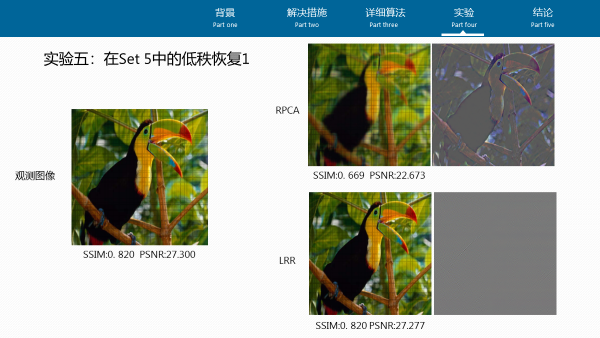 背景
Part one
解决措施
Part two
详细算法
Part three
实验
Part four
结论
Part five
实验五：在Set 5中的低秩恢复1
观测图像
SSIM:0. 820 PSNR:27.300
RPCA
SSIM:0. 669 PSNR:22.673
LRR
SSIM:0. 820 PSNR:27.277